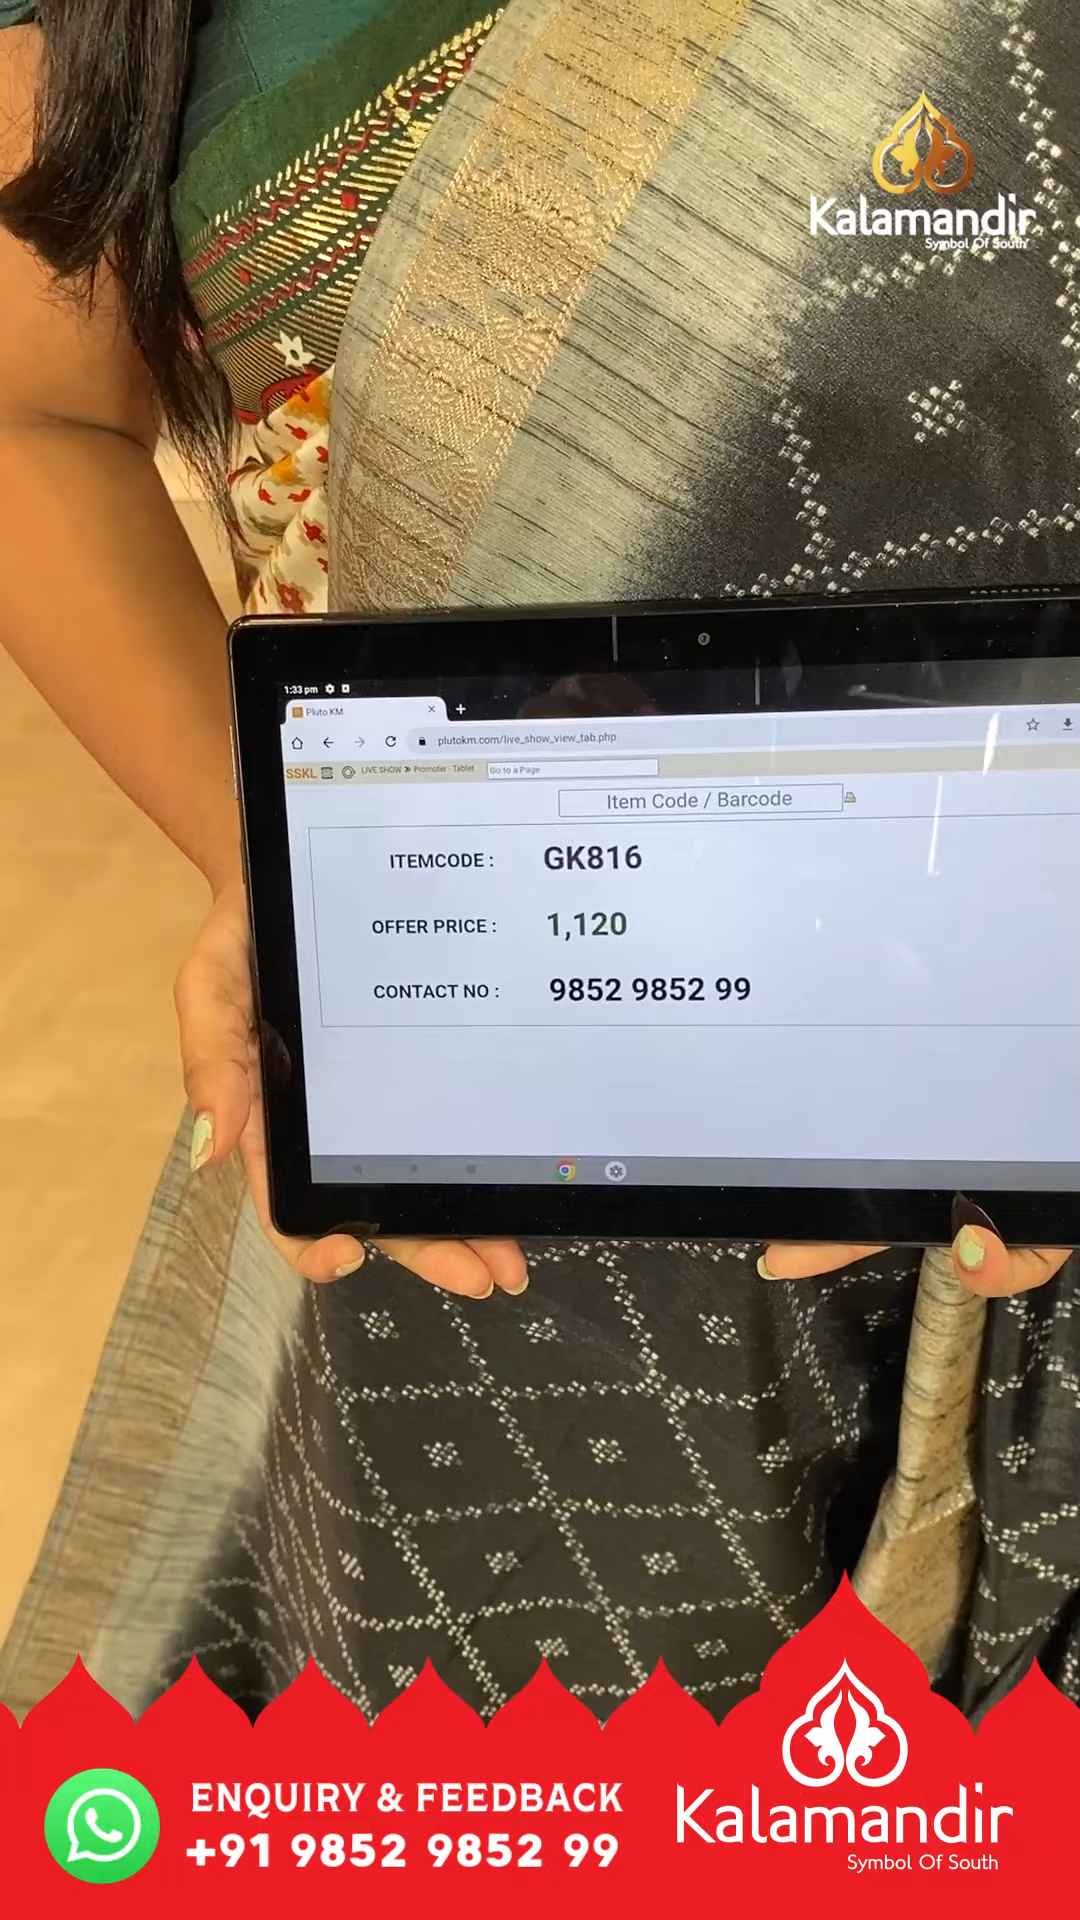 Kalamandir
Symbol Of South
1:33 pm
Pluto KM
plutokm.com/live_show_view_tab.php
SSKL LIVE SHOW Promoter - Tablet Go to a Page
Item Code / Barcode
ITEMCODE : GK816
OFFER PRICE : 1,120
CONTACT NO : 9852 9852 99
ENQUIRY & FEEDBACK
+91 9852 9852 99
Kalamandir
Symbol Of South